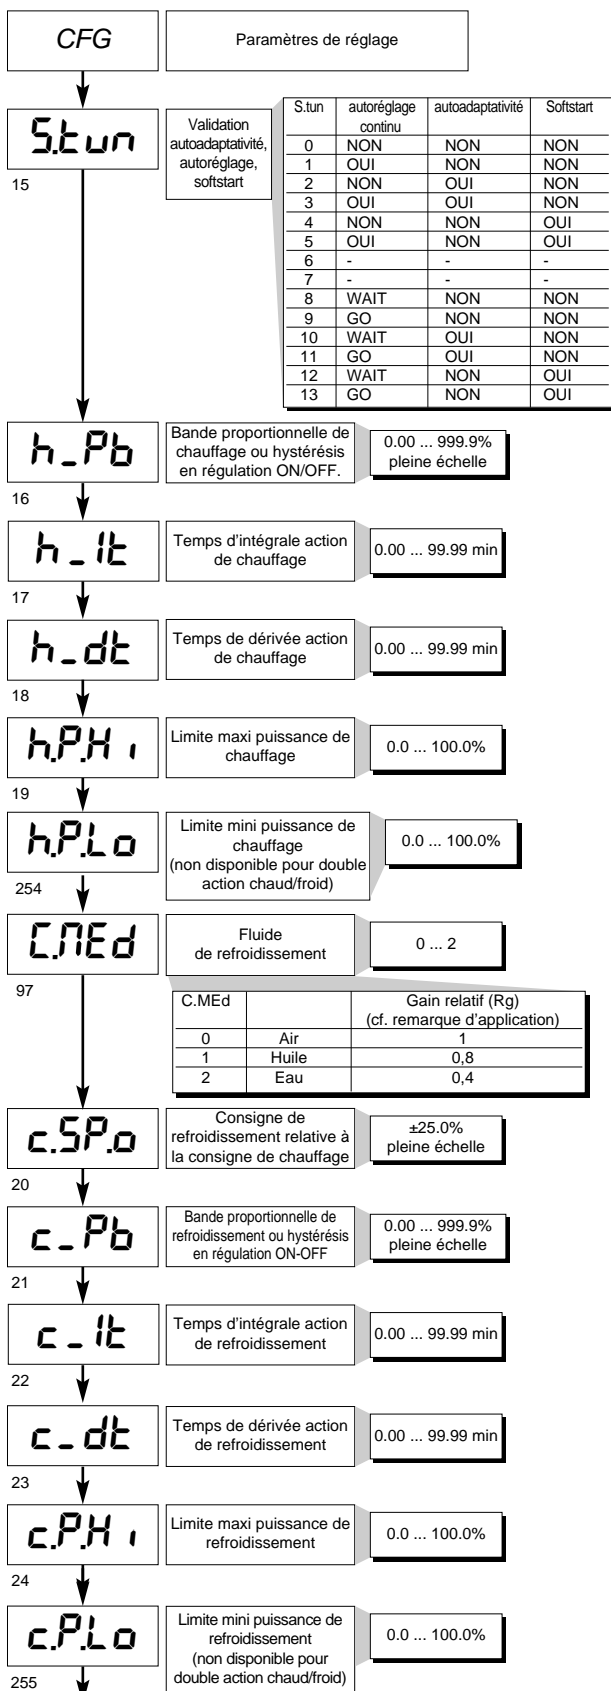 CFG
Paramètres de réglage
S.tun
15
Validation
autoadaptativité,
autoréglage,
softstart
S.tun autoréglage continu autoadaptativité Softstart
0 NON NON NON
1 OUI NON NON
2 NON OUI NON
3 OUI OUI NON
4 NON NON OUI
5 OUI NON OUI
6 - - -
7 - - -
8 WAIT NON NON
9 GO NON NON
10 WAIT OUI NON
11 GO OUI NON
12 WAIT NON OUI
13 GO NON OUI
h_Pb
16
Bande proportionnelle de
chauffage ou hystérésis
en régulation ON/OFF.
0.00 ... 999.9%
pleine échelle
h_It
17
Temps d'intégrale action
de chauffage
0.00 ... 99.99 min
h_dt
18
Temps de dérivée action
de chauffage
0.00 ... 99.99 min
h.P.Hi
19
Limite maxi puissance de
chauffage
0.0 ... 100.0%
h.P.Lo
254
Limite mini puissance de
chauffage
(non disponible pour double
action chaud/froid)
0.0 ... 100.0%
C.MEd
97
Fluide
de refroidissement
0 ... 2
C.MEd Gain relatif (Rg)
(cf. remarque d'application)
0 Air 1
1 Huile 0,8
2 Eau 0,4
c.SP.o
20
Consigne de
refroidissement relative à
la consigne de chauffage
±25.0%
pleine échelle
c_Pb
21
Bande proportionnelle de
refroidissement ou hystérésis
en régulation ON-OFF
0.00 ... 999.9%
pleine échelle
c_It
22
Temps d'intégrale action
de refroidissement
0.00 ... 99.99 min
c_dt
23
Temps de dérivée action
de refroidissement
0.00 ... 99.99 min
c.P.Hi
24
Limite maxi puissance de
refroidissement
0.0 ... 100.0%
c.P.Lo
255
Limite mini puissance de
refroidissement
(non disponible pour
double action chaud/froid)
0.0 ... 100.0%